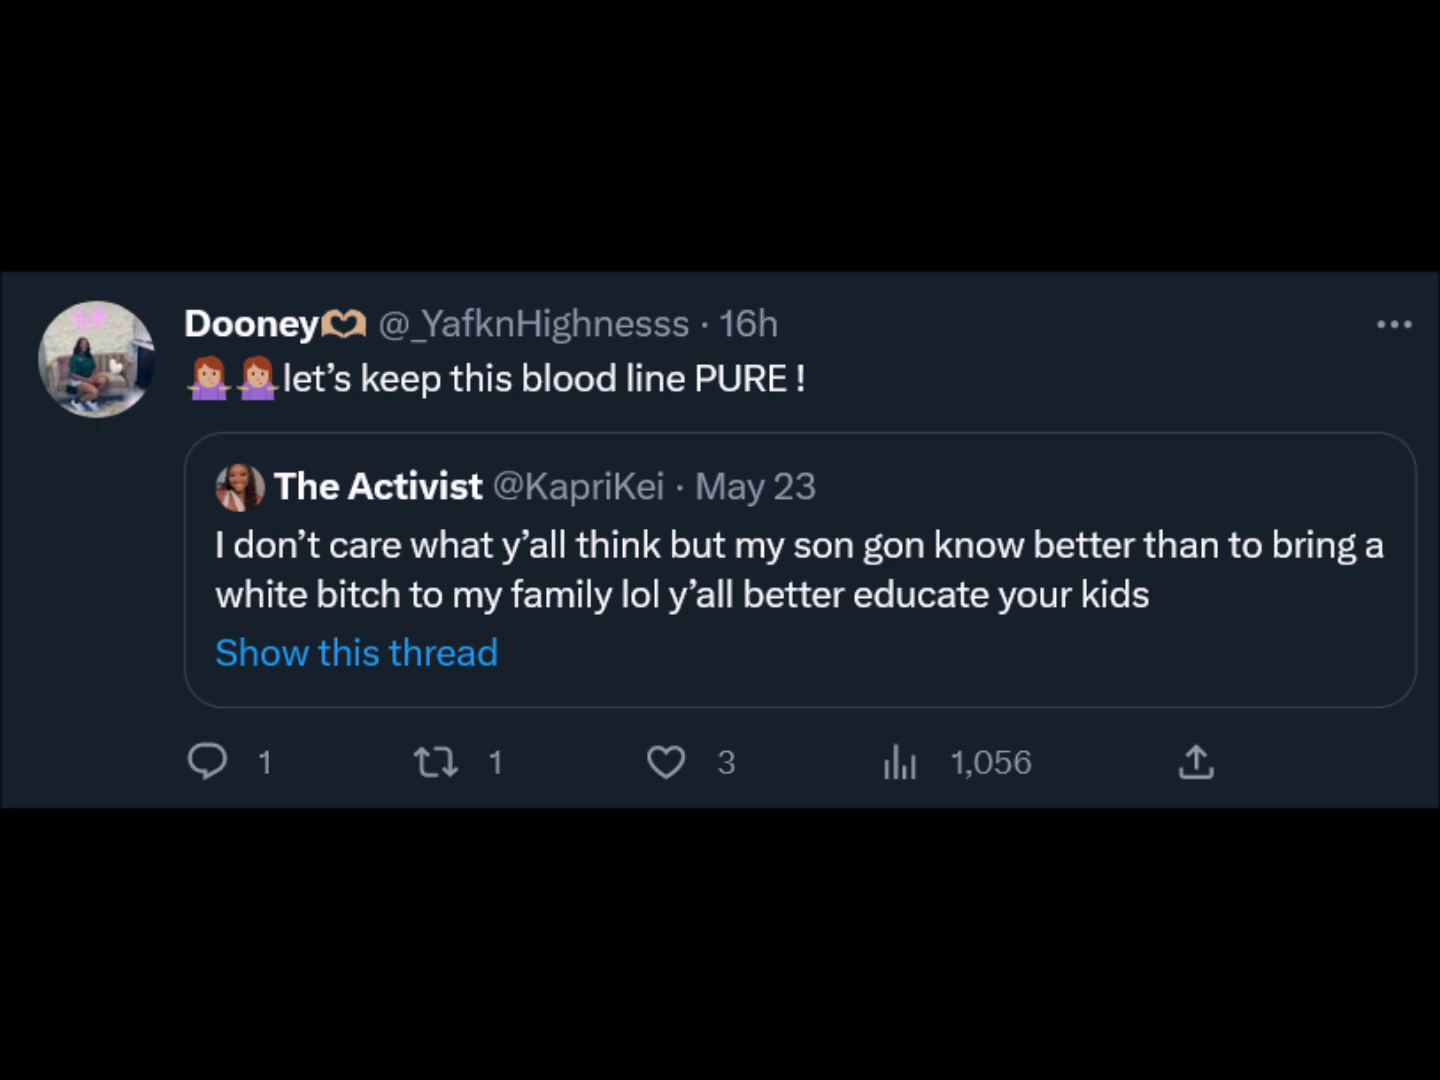 Dooney🫶🏼 @_YafknHighnesss · 16h
🤷🏼‍♀️🤷🏼‍♀️let’s keep this blood line PURE !
The Activist @KapriKei · May 23
I don’t care what y’all think but my son gon know better than to bring a
white bitch to my family lol y’all better educate your kids
Show this thread
1 1 3 1,056